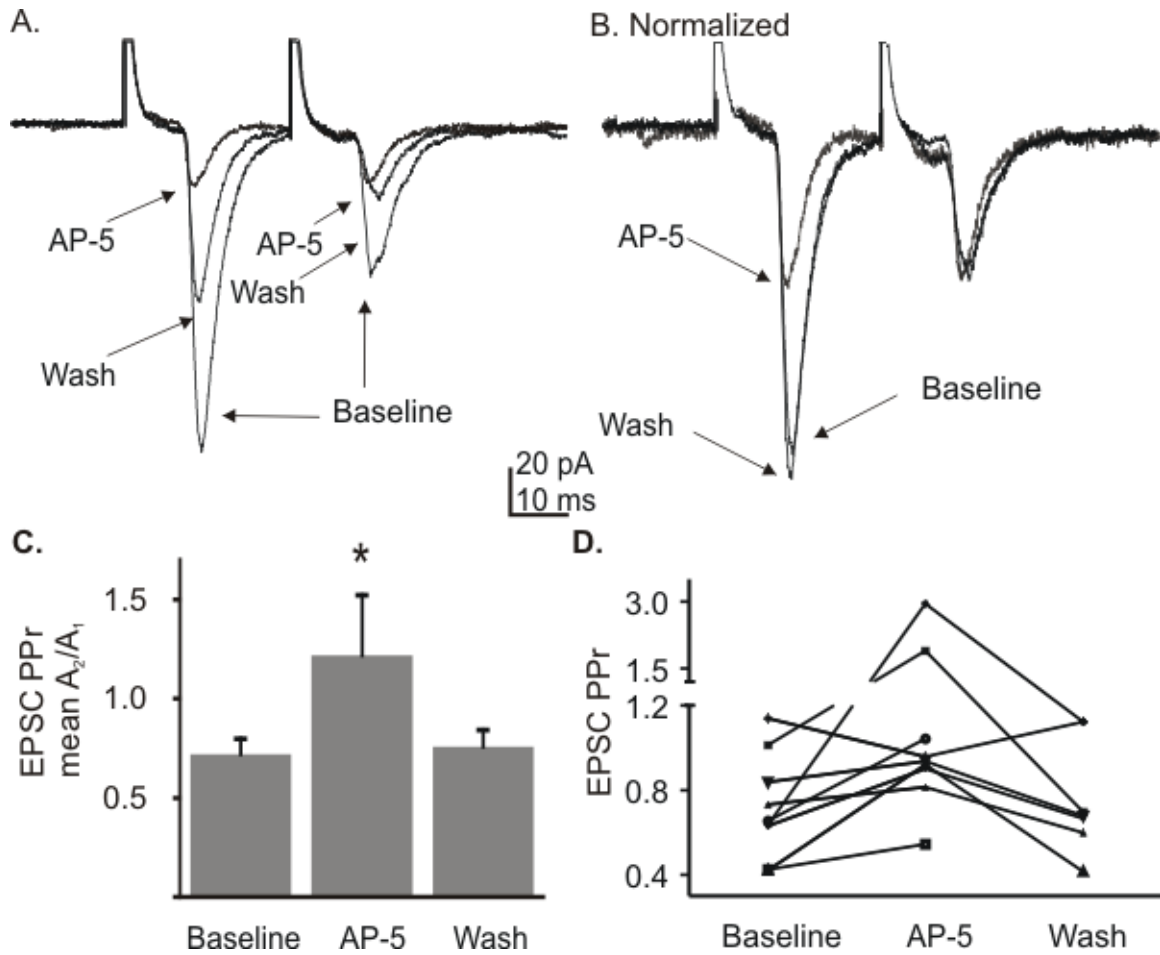 A.
B. Normalized
AP-5
AP-5
Wash
Wash
Baseline
AP-5
Baseline
Wash
20 pA
10 ms
C.
*
EPSC PPr
mean A₂/A₁
1.5
1.0
0.5
Baseline
AP-5
Wash
D.
EPSC PPr
3.0
1.5
1.2
0.8
0.4
Baseline
AP-5
Wash